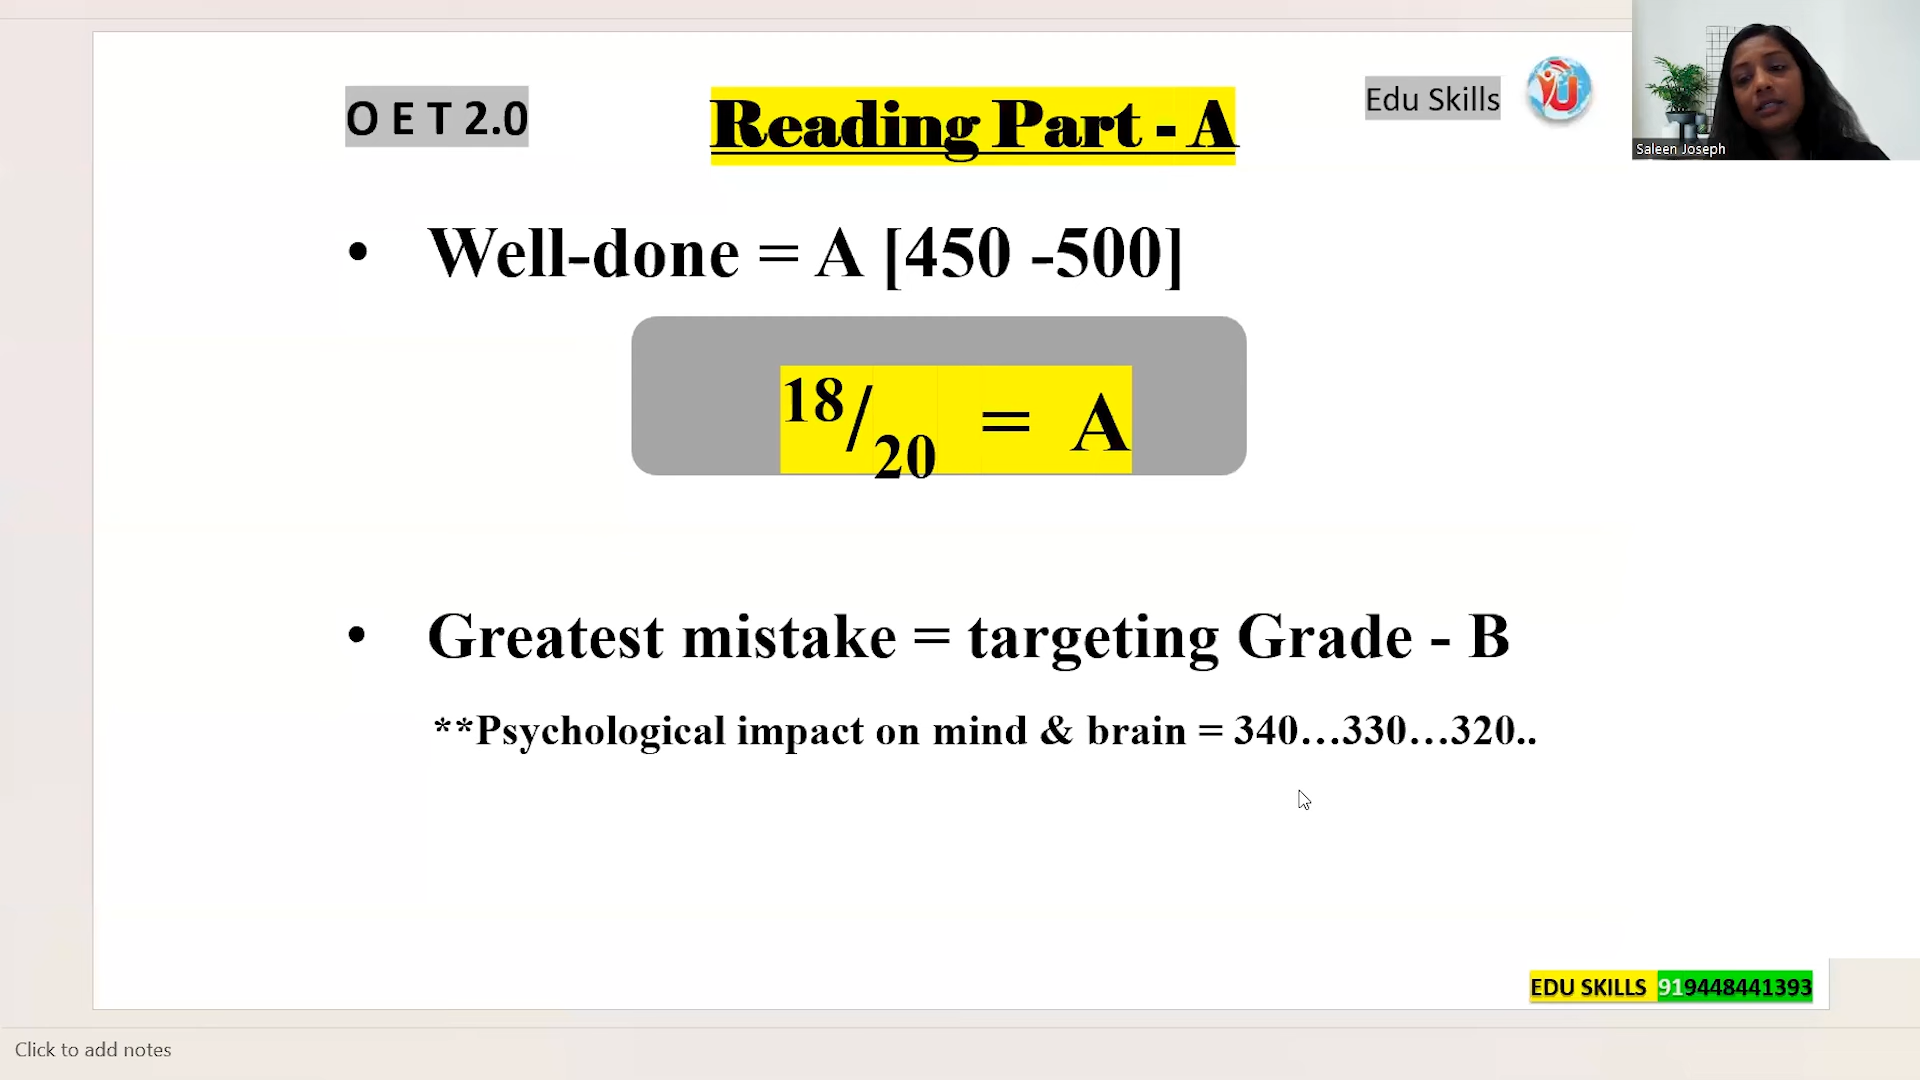 O E T 2.0
Reading Part - A
Edu Skills
U
Saleen Joseph
• Well-done = A [450 -500]
18/20 = A
• Greatest mistake = targeting Grade - B
**Psychological impact on mind & brain = 340…330…320..
EDU SKILLS 919448441393
Click to add notes